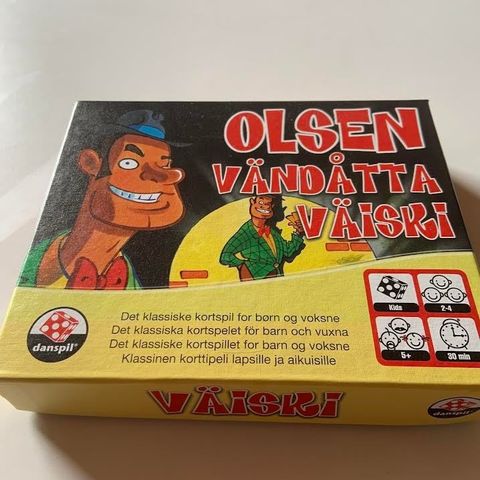 OLSEN
VÄNDÅTTA
VÄISKI
Kids
2-4
5+
30 min
Det klassiske kortspil for børn og voksne
Det klassiska kortspelet för barn och vuxna
Det klassiske kortspillet for barn og voksne
Klassinen korttipeli lapsille ja aikuisille
danspil®
VÄISKI
danspil®